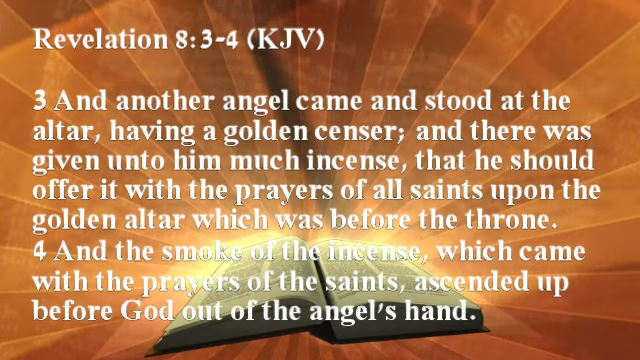 Revelation 8:3-4 (KJV)
3 And another angel came and stood at the
altar, having a golden censer; and there was
given unto him much incense, that he should
offer it with the prayers of all saints upon the
golden altar which was before the throne.
4 And the smoke of the incense, which came
with the prayers of the saints, ascended up
before God out of the angel's hand.